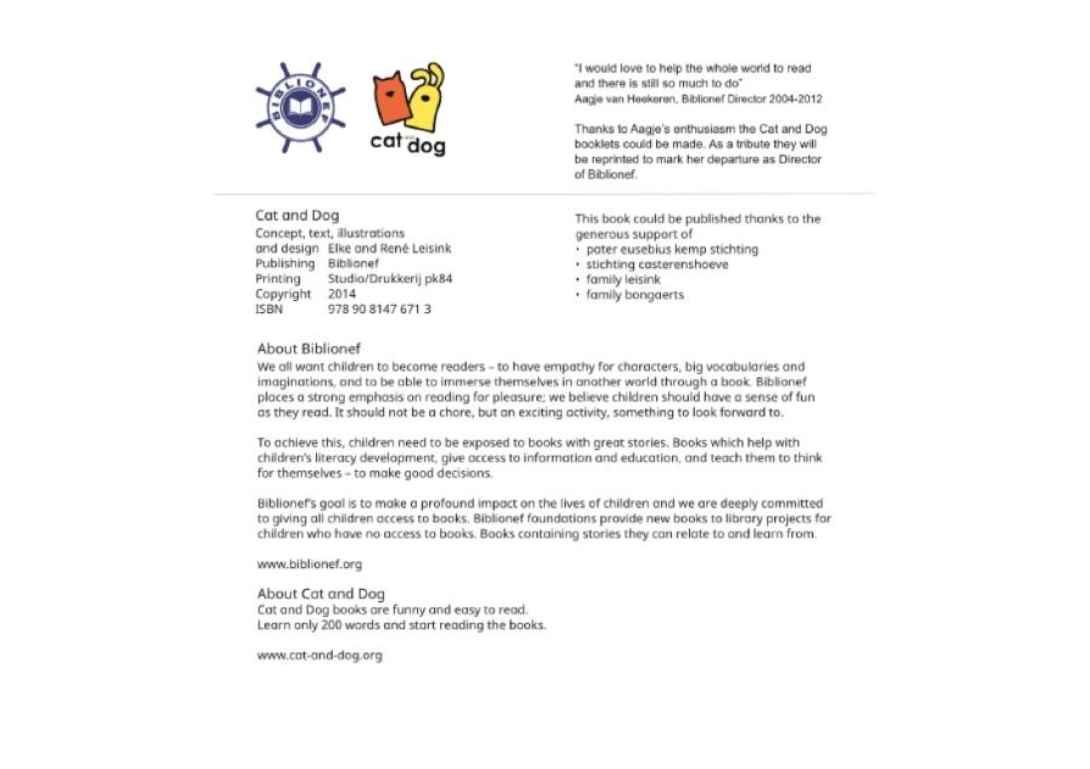 BIBLIONEF
cat and dog
"I would love to help the whole world to read
and there is still so much to do"
Aagje van Heekeren, Biblionef Director 2004-2012
Thanks to Aagje's enthusiasm the Cat and Dog
booklets could be made. As a tribute they will
be reprinted to mark her departure as Director
of Biblionef.
Cat and Dog
Concept, text, illustrations
and design Elke and René Leisink
Publishing Biblionef
Printing Studio/Drukkerij pk84
Copyright 2014
ISBN 978 90 8147 671 3
This book could be published thanks to the
generous support of
• pater eusebius kemp stichting
• stichting casterenshoeve
• family leisink
• family bongaerts
About Biblionef
We all want children to become readers – to have empathy for characters, big vocabularies and
imaginations, and to be able to immerse themselves in another world through a book. Biblionef
places a strong emphasis on reading for pleasure; we believe children should have a sense of fun
as they read. It should not be a chore, but an exciting activity, something to look forward to.
To achieve this, children need to be exposed to books with great stories. Books which help with
children's literacy development, give access to information and education, and teach them to think
for themselves – to make good decisions.
Biblionef's goal is to make a profound impact on the lives of children and we are deeply committed
to giving all children access to books. Biblionef foundations provide new books to library projects for
children who have no access to books. Books containing stories they can relate to and learn from.
www.biblionef.org
About Cat and Dog
Cat and Dog books are funny and easy to read.
Learn only 200 words and start reading the books.
www.cat-and-dog.org